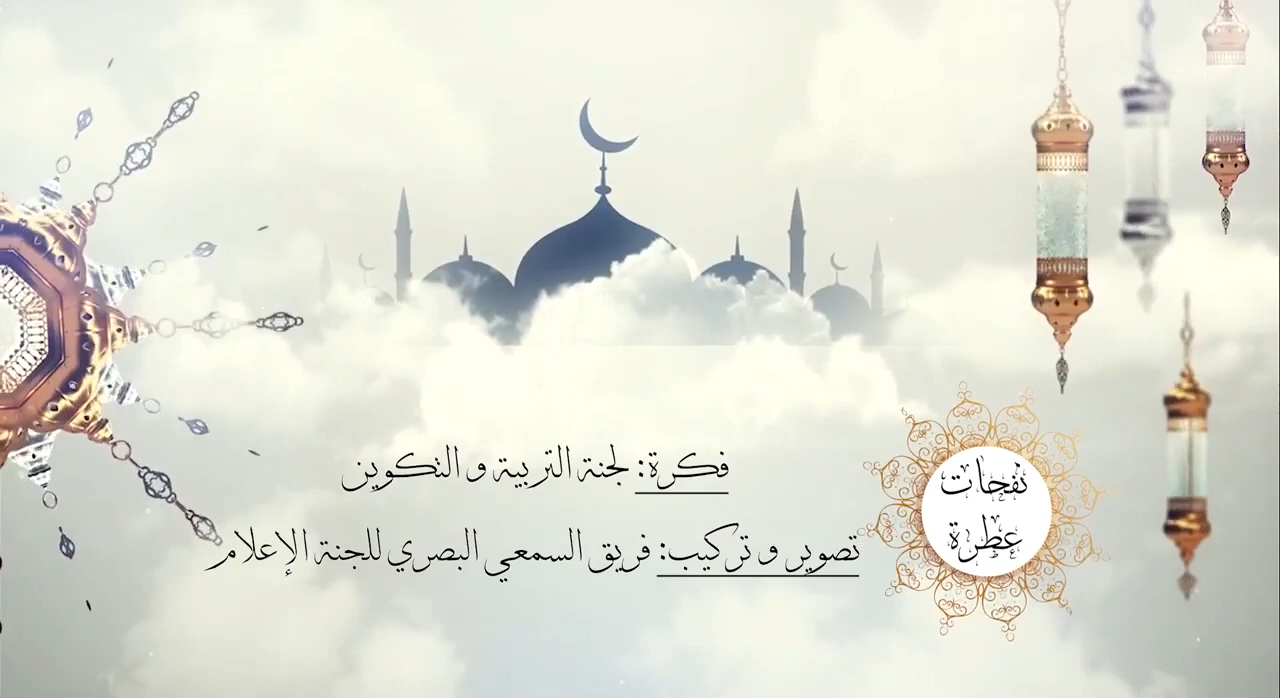 فكرة: لجنة التربية و التكوين
تصوير و تركيب: فريق السمعي البصري للجنة الإعلام
نفحات
عطرة